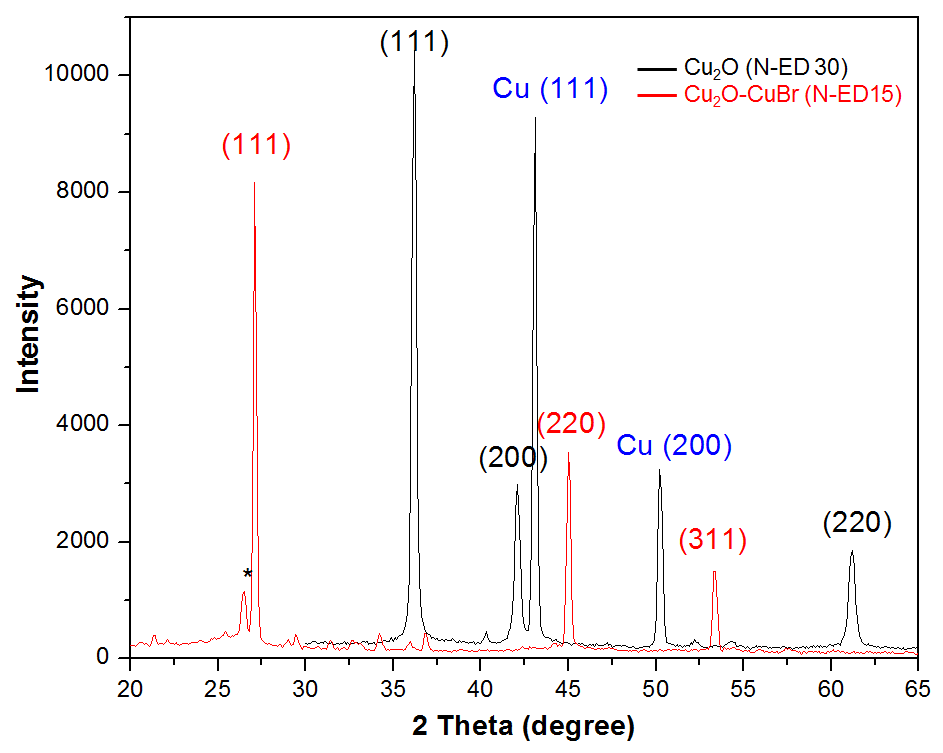 (111)
Cu₂O (N-ED 30)
Cu₂O-CuBr (N-ED15)
Cu (111)
(111)
(220)
(200)
Cu (200)
(311)
(220)
*
10000
8000
6000
4000
2000
0
Intensity
20 25 30 35 40 45 50 55 60 65
2 Theta (degree)